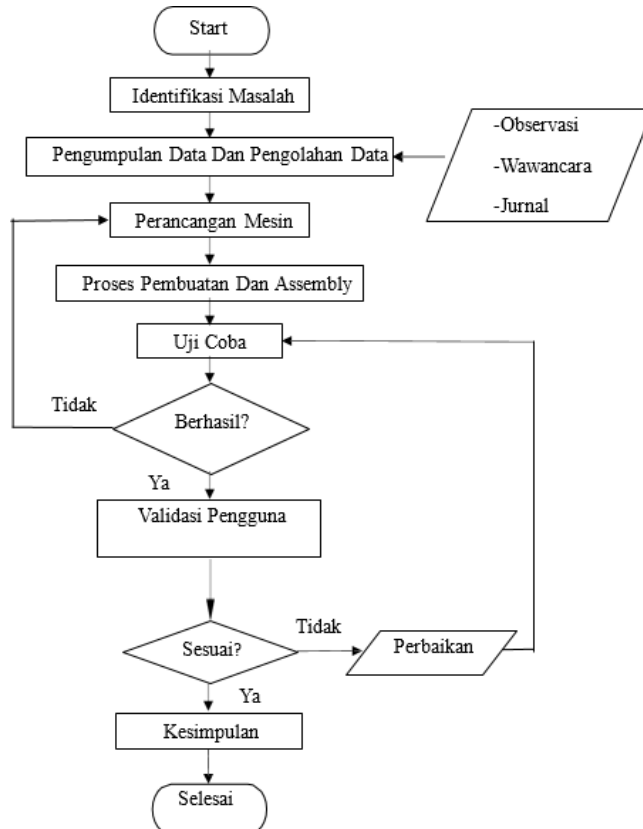 Start
Identifikasi Masalah
Pengumpulan Data Dan Pengolahan Data
-Observasi
-Wawancara
-Jurnal
Perancangan Mesin
Proses Pembuatan Dan Assembly
Uji Coba
Tidak
Berhasil?
Ya
Validasi Pengguna
Sesuai?
Tidak
Perbaikan
Ya
Kesimpulan
Selesai